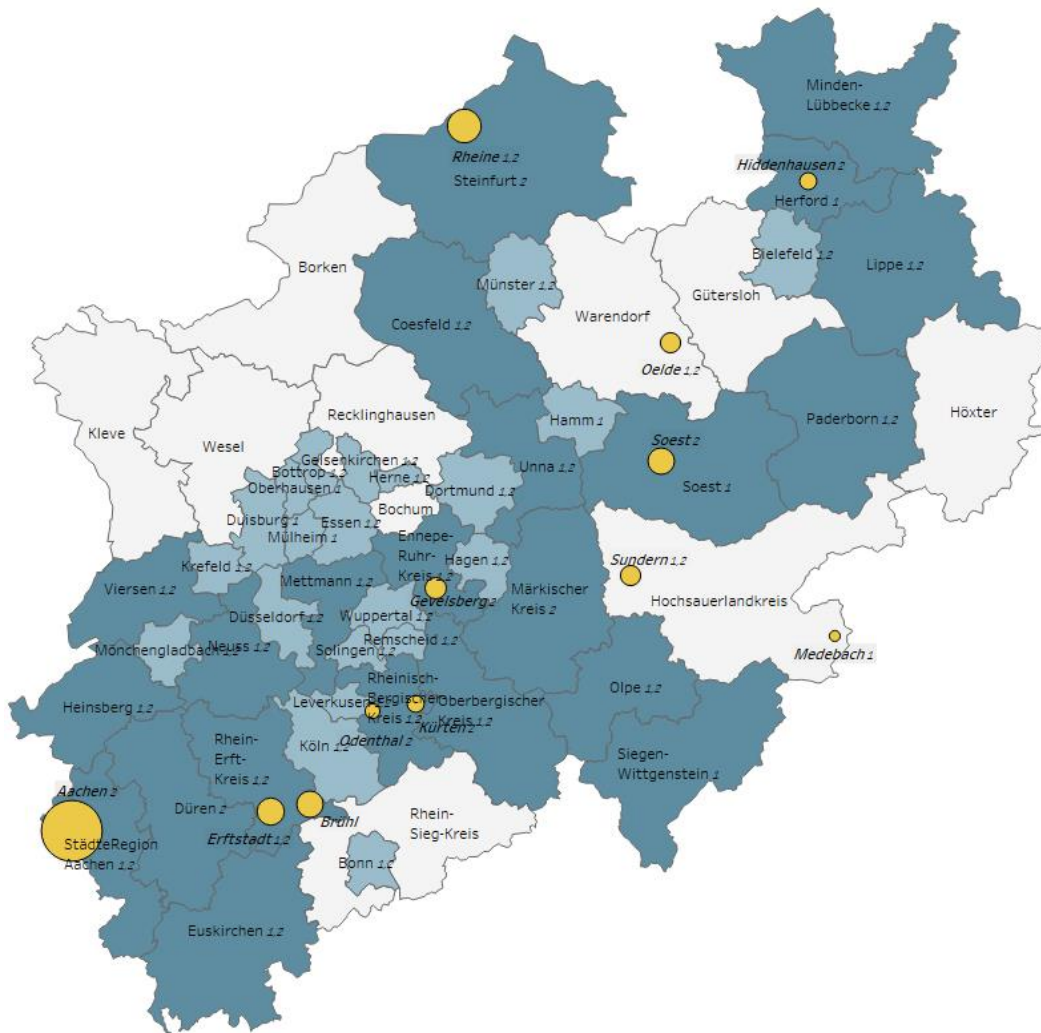 Minden-
Lübbecke 1,2
Rheine 1,2
Hiddenhausen 2
Steinfurt 2
Herford 1
Bielefeld 1,2
Borken
Lippe 1,2
Münster 1,2
Gütersloh
Warendorf
Coesfeld 1,2
Oelde 1,2
Recklinghausen
Höxter
Paderborn 1,2
Hamm 1
Kleve
Wesel
Soest 2
Gelsenkirchen 1,2
Unna 1,2
Bottrop 1,2
Herne 1,2
Oberhausen 1
Dortmund 1,2
Soest 1
Bochum
Duisburg 1
Essen 1,2
Mülheim 1
Ennepe-
Ruhr-
Kreis 1,2
Hagen 1,2
Sundern 1,2
Krefeld 1,2
Mettmann 1,2
Viersen 1,2
Märkischer
Kreis 2
Gevelsberg 2
Hochsauerlandkreis
Düsseldorf 1,2
Wuppertal 1,2
Remscheid 1,2
Neuss 1,2
Mönchengladbach 1,2
Solingen 1,2
Medebach 1
Rheinisch-
Bergischer
Kreis 1,2
Olpe 1,2
Leverkusen
Oberbergischer
Kreis 1,2
Heinsberg 1,2
Kürten 2
Odenthal 2
Rhein-
Erft-
Kreis 1,2
Köln 1,2
Siegen-
Wittgenstein 1
Aachen 2
Düren 2
Rhein-
Sieg-Kreis
Brühl
Erftstadt 1,2
StädteRegion
Aachen 1,2
Bonn 1,2
Euskirchen 1,2